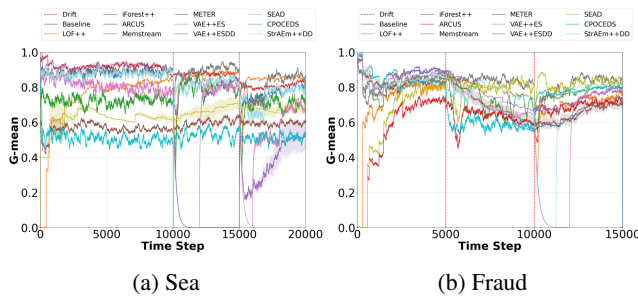 Drift iForest++ METER SEAD
Baseline ARCUS VAE++ES CPOCEDS
LOF++ Memstream VAE++ESDD StrAEm++DD
Drift iForest++ METER SEAD
Baseline ARCUS VAE++ES CPOCEDS
LOF++ Memstream VAE++ESDD StrAEm++DD
G-mean
1.0
0.8
0.6
0.4
0.2
0.0
0 5000 10000 15000 20000
Time Step
G-mean
1.0
0.8
0.6
0.4
0.2
0.0
0 5000 10000 15000
Time Step
(a) Sea (b) Fraud